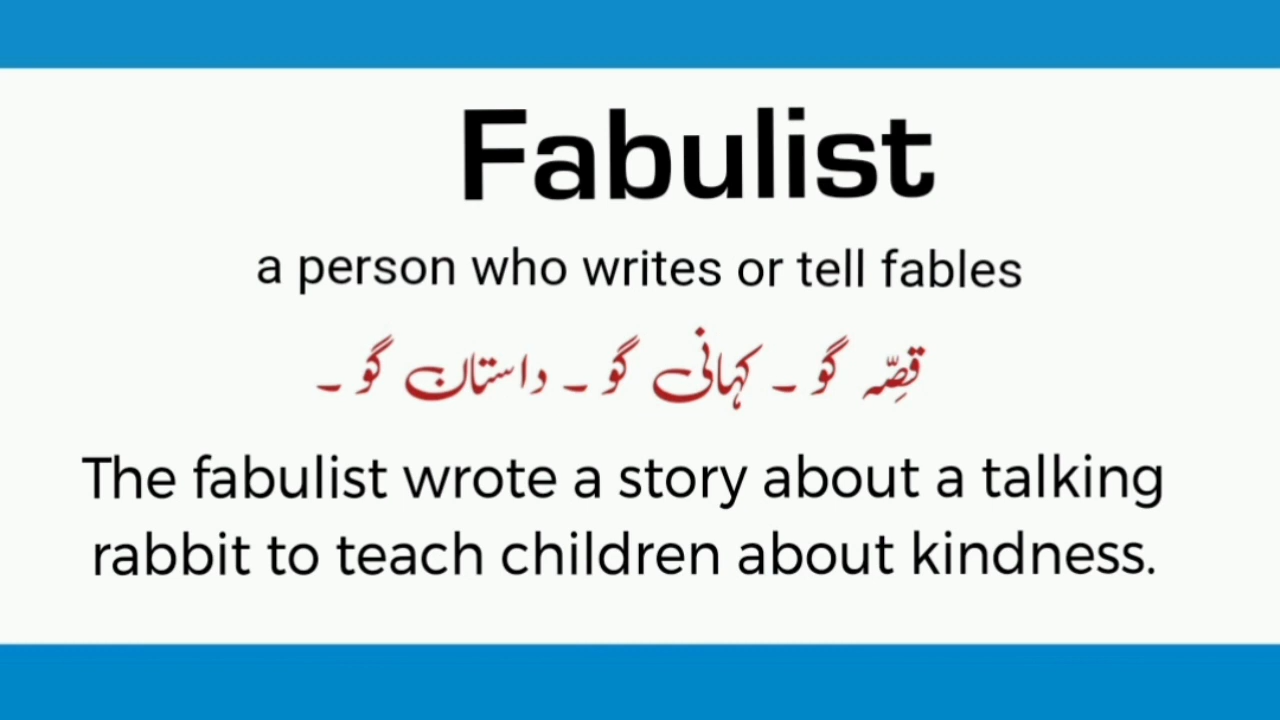 Fabulist
a person who writes or tell fables
قصِّہ گو ۔ کہانی گو ۔ داستان گو ۔
The fabulist wrote a story about a talking
rabbit to teach children about kindness.